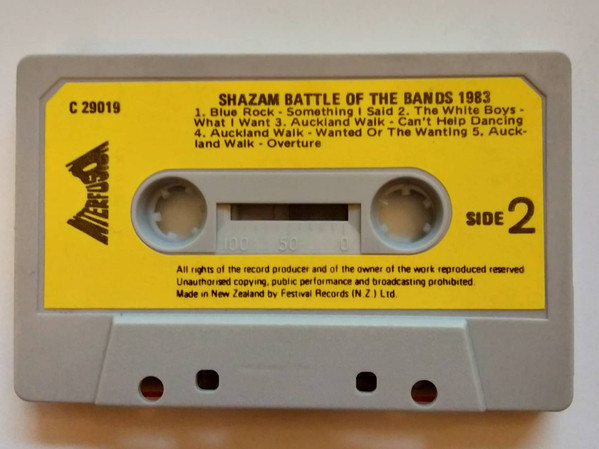 C 29019
SHAZAM BATTLE OF THE BANDS 1983
1. Blue Rock - Something I Said 2. The White Boys -
What I Want 3. Auckland Walk - Can't Help Dancing
4. Auckland Walk - Wanted Or The Wanting 5. Auck-
land Walk - Overture
INTERFUSION
SIDE 2
100 50 0
All rights of the record producer and of the owner of the work reproduced reserved
Unauthorised copying, public performance and broadcasting prohibited.
Made in New Zealand by Festival Records (N.Z.) Ltd.